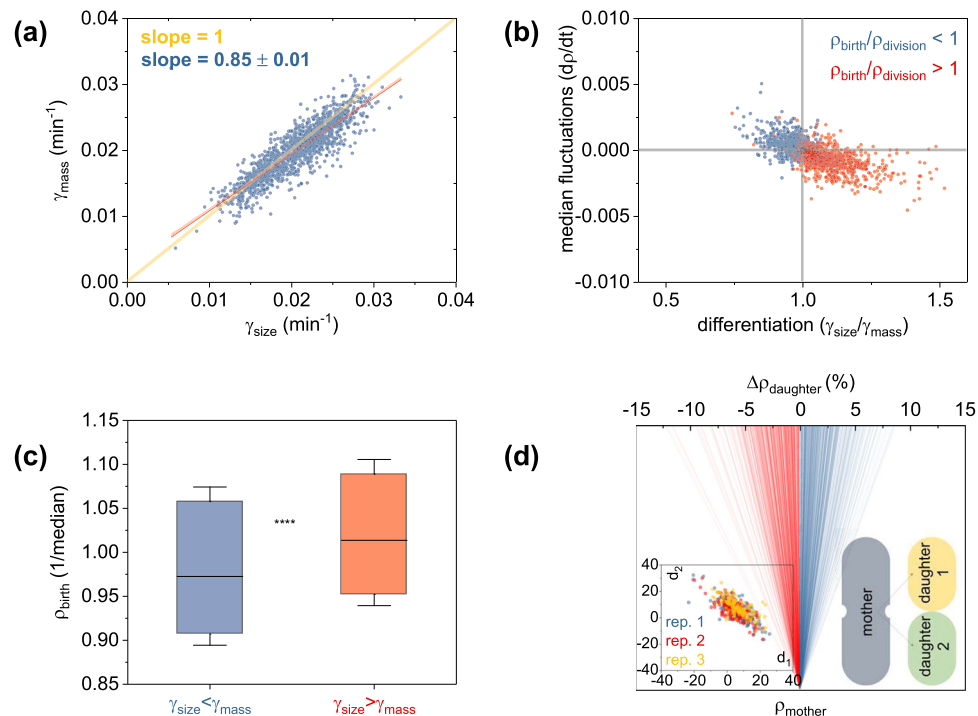 (a)
slope = 1
slope = 0.85 ± 0.01
0.04
0.03
0.02
0.01
0.00
γmass (min⁻¹)
0.00 0.01 0.02 0.03 0.04
γsize (min⁻¹)
(b)
ρbirth/ρdivision < 1
ρbirth/ρdivision > 1
0.010
0.005
0.000
-0.005
-0.010
median fluctuations (dρ/dt)
0.5 1.0 1.5
differentiation (γsize/γmass)
(c)
1.15
1.10
1.05
1.00
0.95
0.90
0.85
ρbirth (1/median)
****
γsize<γmass γsize>γmass
(d)
Δρdaughter (%)
-15 -10 -5 0 5 10 15
40
20
0
-20
-40
d₂
rep. 1
rep. 2
rep. 3
d₁
-40 -20 0 20 40
mother
daughter
1
daughter
2
ρmother